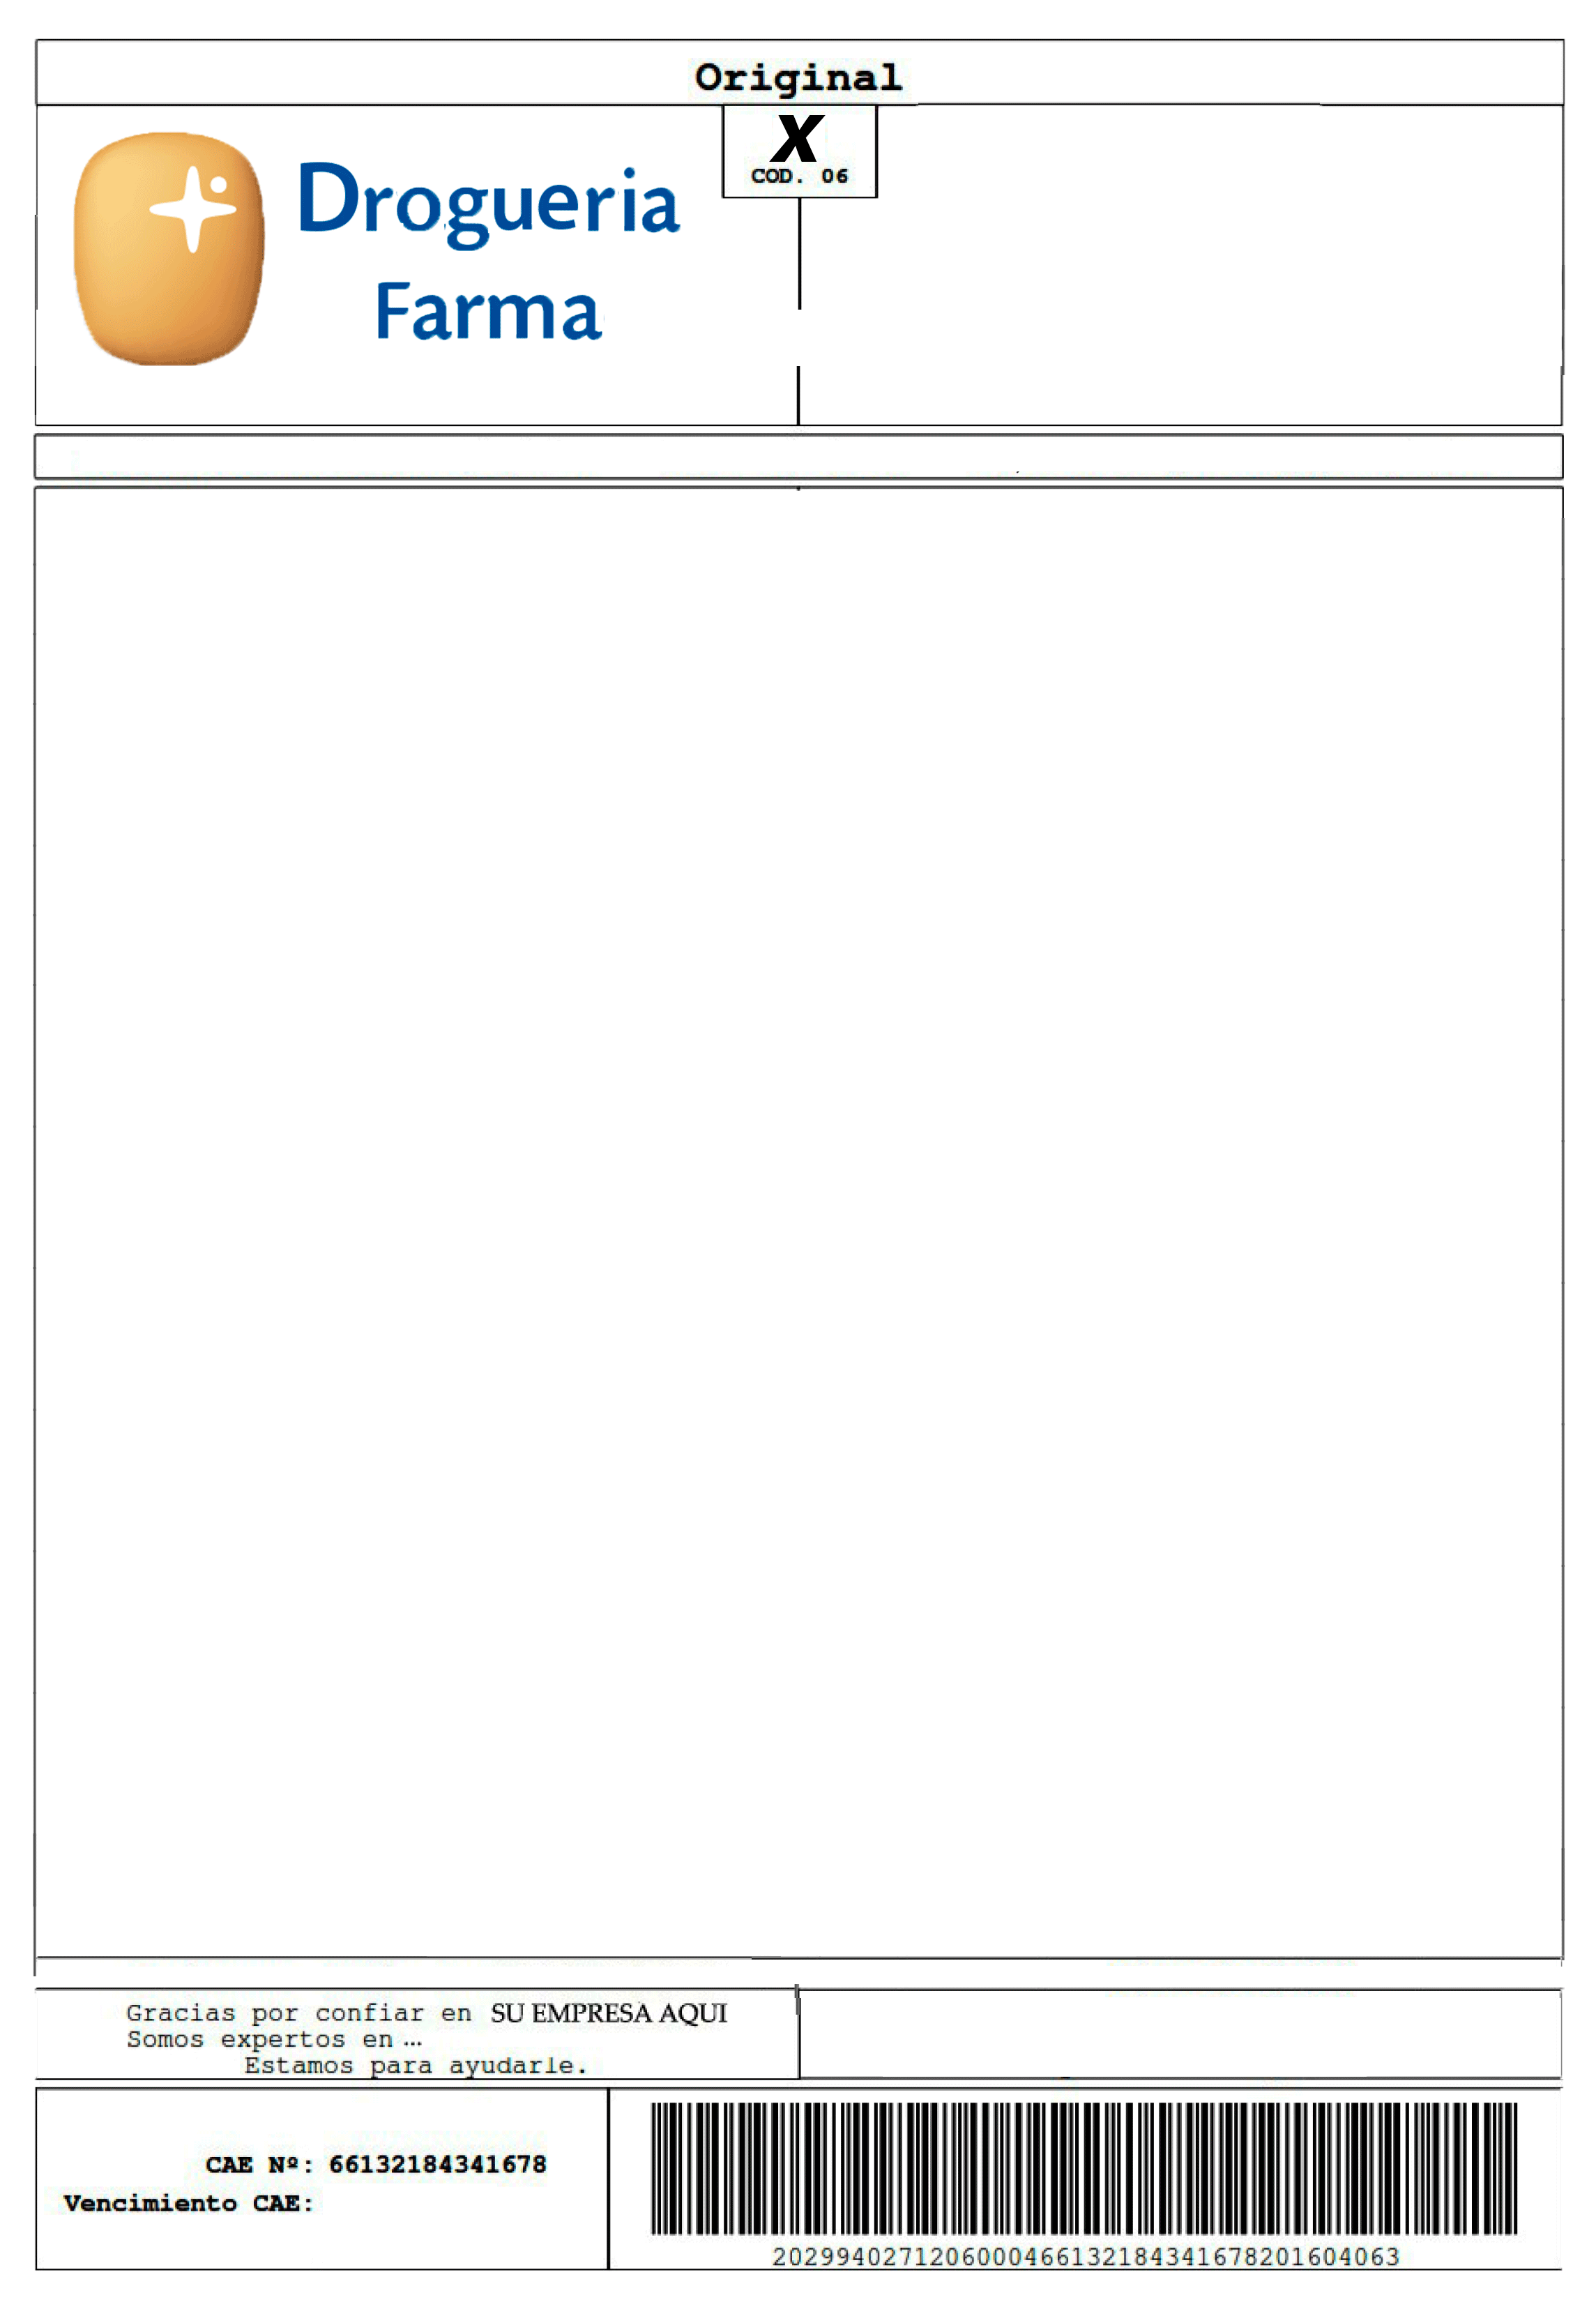 Original
X
COD. 06
Drogueria
Farma
Gracias por confiar en SU EMPRESA AQUI
Somos expertos en ...
Estamos para ayudarle.
CAE Nº: 66132184341678
Vencimiento CAE:
2029940271206000466132184341678201604063